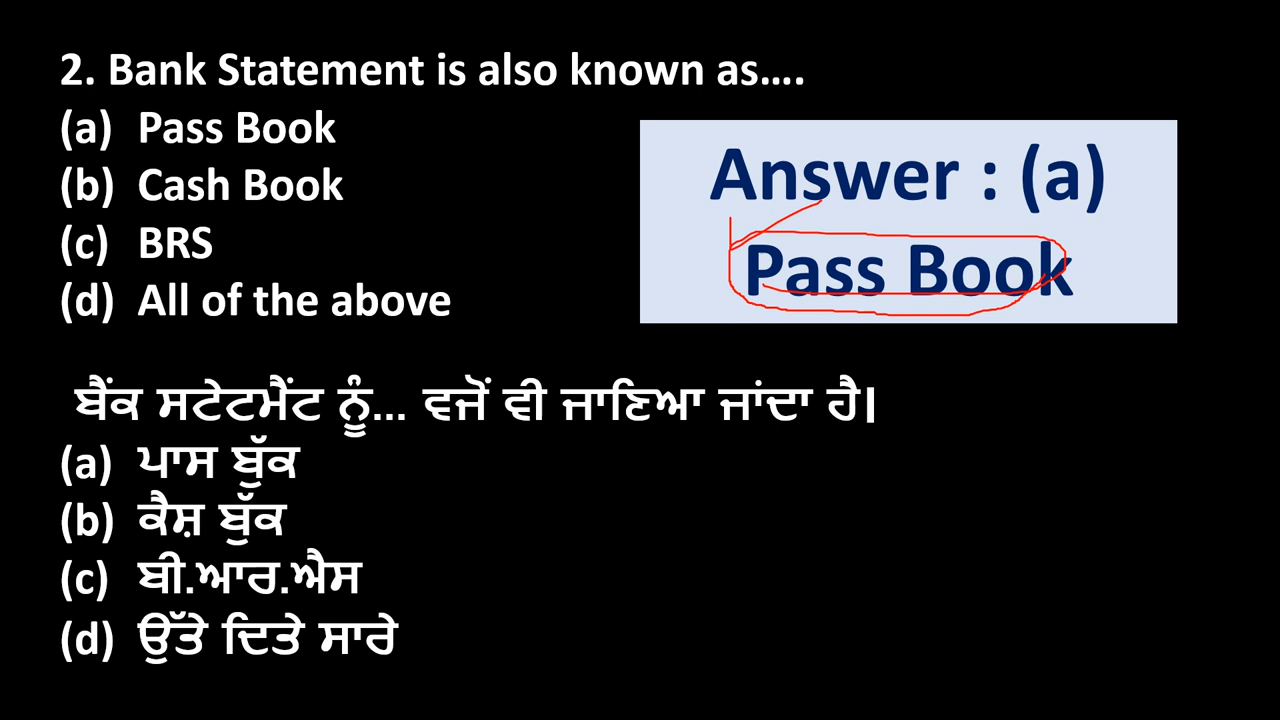 2. Bank Statement is also known as….
(a) Pass Book
(b) Cash Book
(c) BRS
(d) All of the above
Answer : (a)
Pass Book
ਬੈਂਕ ਸਟੇਟਮੈਂਟ ਨੂੰ... ਵਜੋਂ ਵੀ ਜਾਣਿਆ ਜਾਂਦਾ ਹੈ।
(a) ਪਾਸ ਬੁੱਕ
(b) ਕੈਸ਼ ਬੁੱਕ
(c) ਬੀ.ਆਰ.ਐਸ
(d) ਉੱਤੇ ਦਿਤੇ ਸਾਰੇ